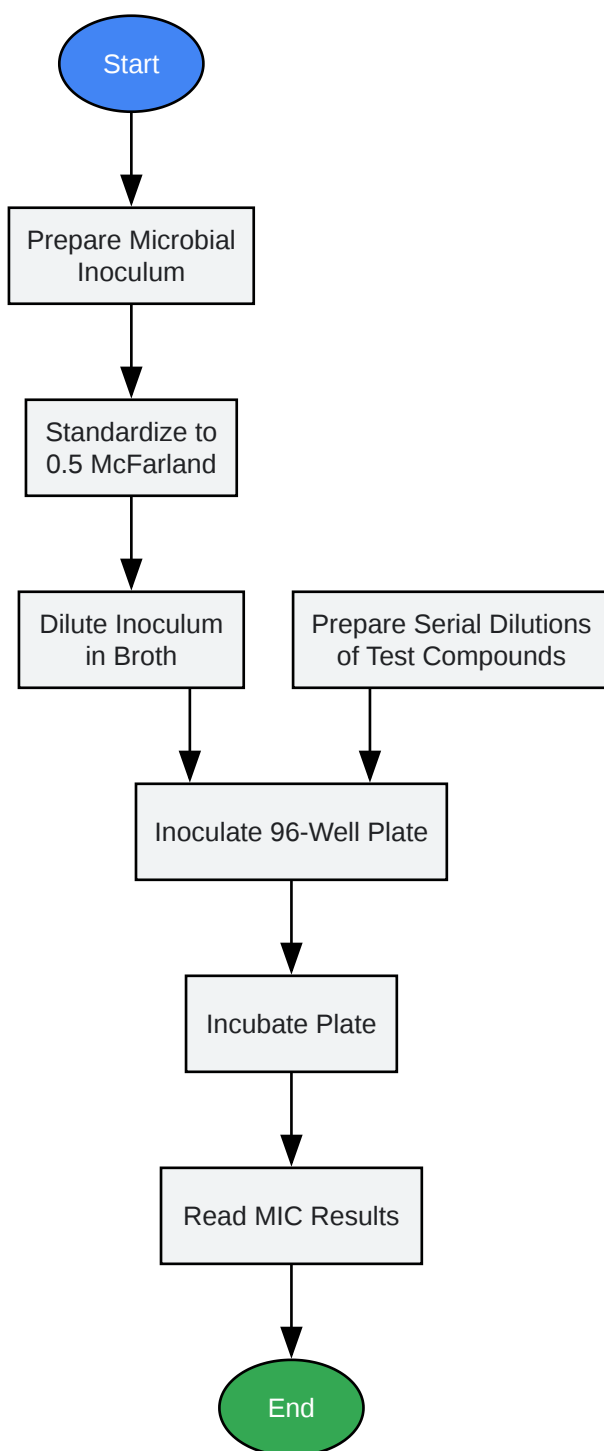 Start
Prepare Microbial
Inoculum
Standardize to
0.5 McFarland
Dilute Inoculum
in Broth
Prepare Serial Dilutions
of Test Compounds
Inoculate 96-Well Plate
Incubate Plate
Read MIC Results
End